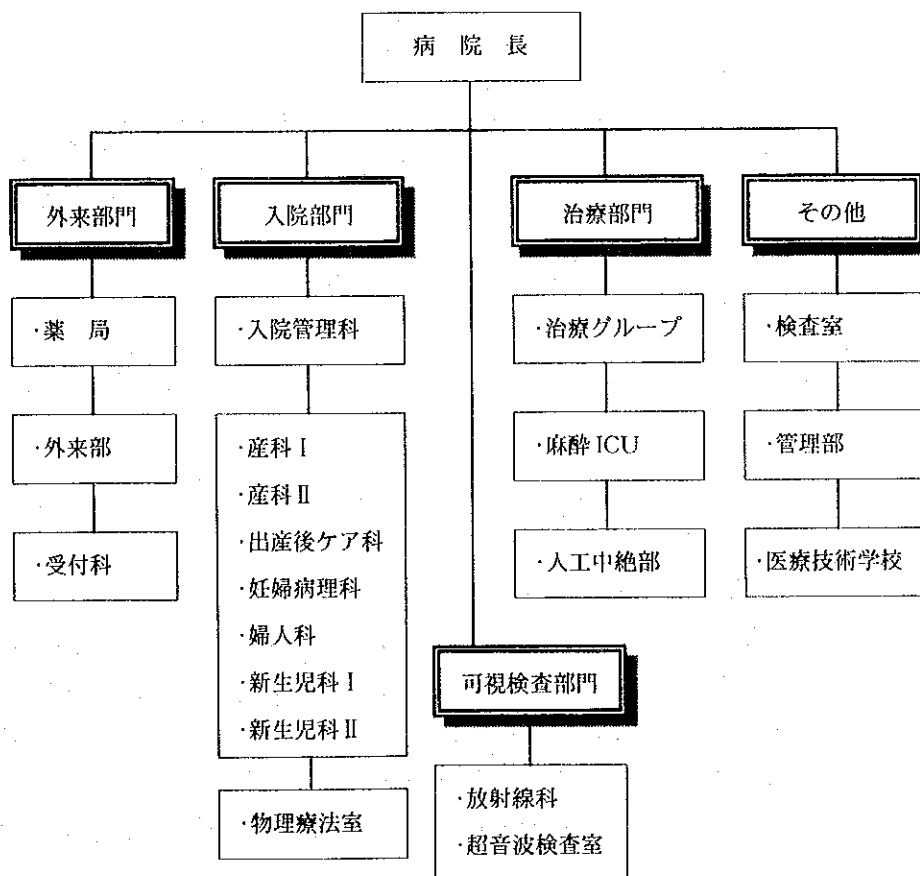 病 院 長
外来部門
入院部門
治療部門
その他
・薬 局
・入院管理科
・治療グループ
・検査室
・外来部
・産科 I
・産科 II
・出産後ケア科
・妊婦病理科
・婦人科
・新生児科 I
・新生児科 II
・麻酔 ICU
・管理部
・受付科
・人工中絶部
・医療技術学校
可視検査部門
・物理療法室
・放射線科
・超音波検査室